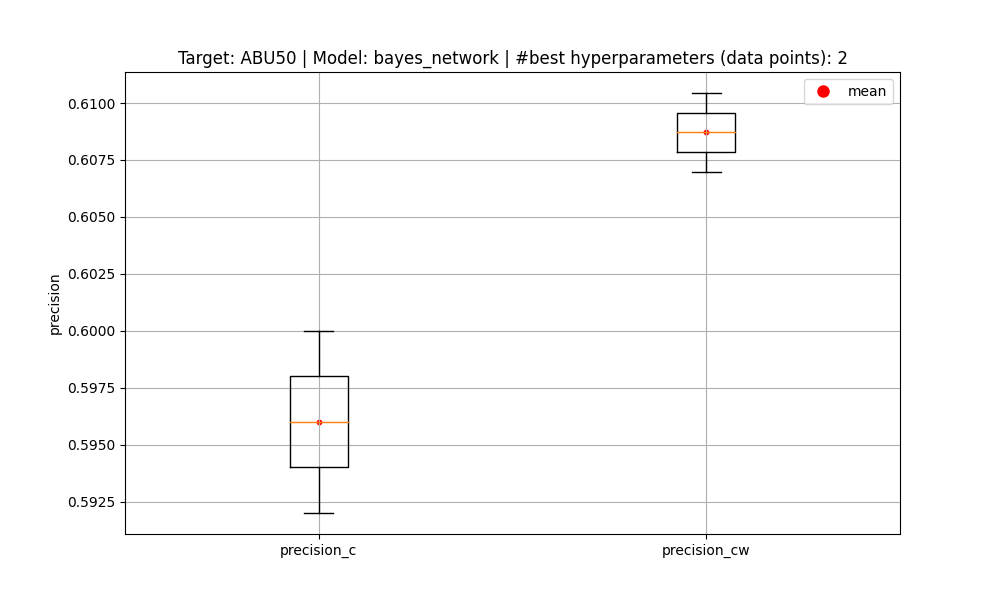 Target: ABU50 | Model: bayes_network | #best hyperparameters (data points): 2
mean
0.6100
0.6075
0.6050
0.6025
0.6000
0.5975
0.5950
0.5925
precision
precision_c
precision_cw